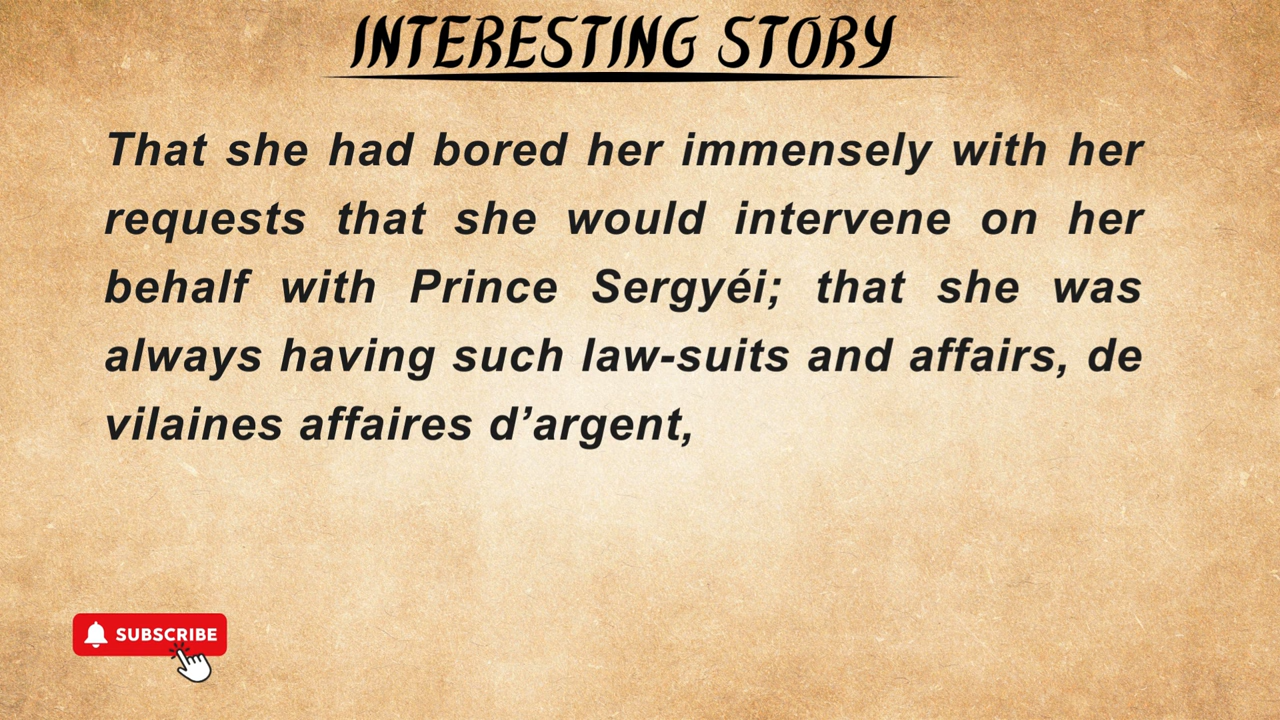 INTERESTING STORY
That she had bored her immensely with her
requests that she would intervene on her
behalf with Prince Sergyéi; that she was
always having such law-suits and affairs, de
vilaines affaires d’argent,
SUBSCRIBE